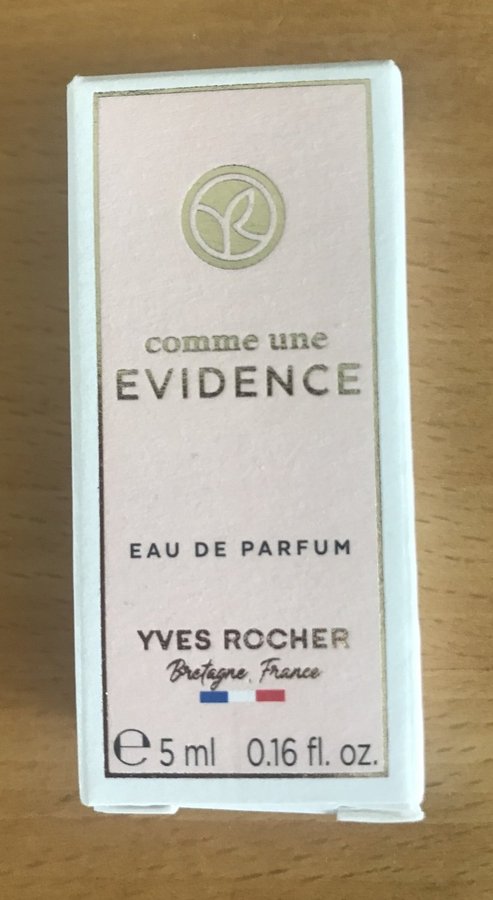 comme une
EVIDENCE
EAU DE PARFUM
YVES ROCHER
Bretagne, France
℮ 5 ml 0.16 fl. oz.